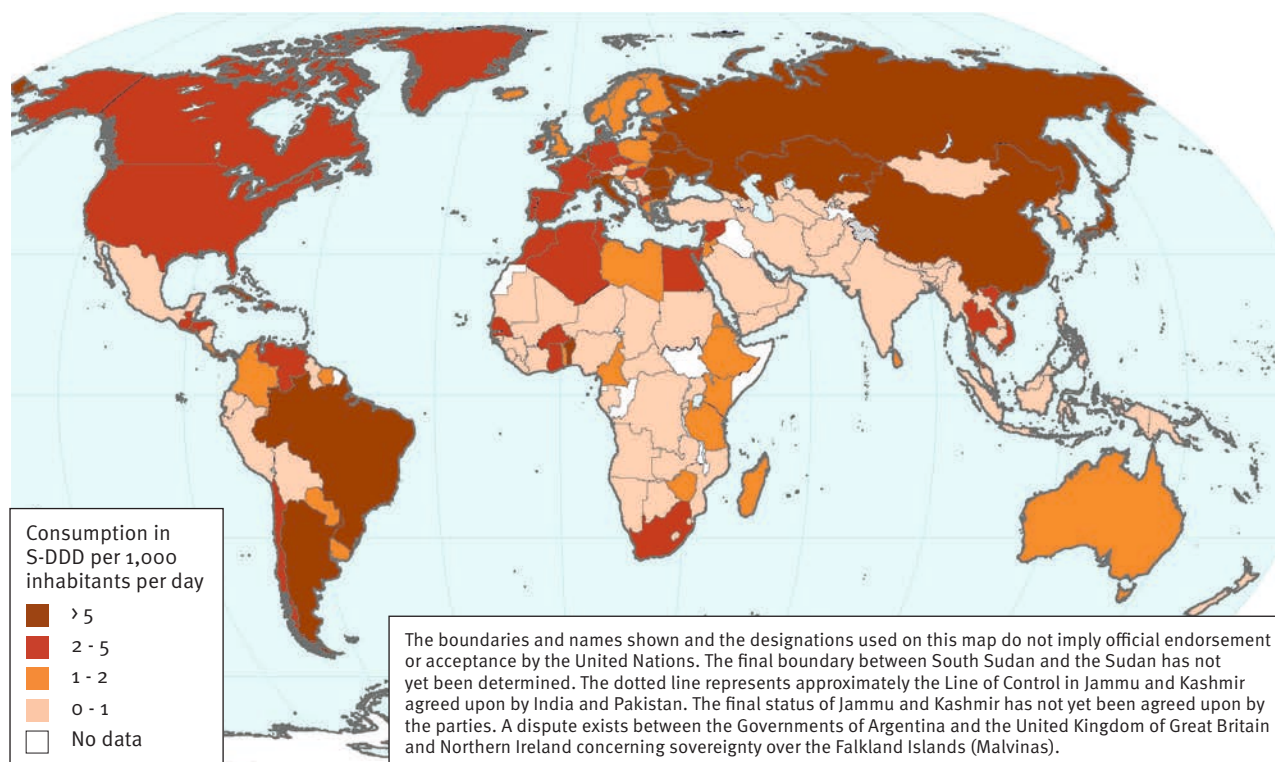 Consumption in
S-DDD per 1,000
inhabitants per day
> 5
2 - 5
1 - 2
0 - 1
No data
The boundaries and names shown and the designations used on this map do not imply official endorsement
or acceptance by the United Nations. The final boundary between South Sudan and the Sudan has not
yet been determined. The dotted line represents approximately the Line of Control in Jammu and Kashmir
agreed upon by India and Pakistan. The final status of Jammu and Kashmir has not yet been agreed upon by
the parties. A dispute exists between the Governments of Argentina and the United Kingdom of Great Britain
and Northern Ireland concerning sovereignty over the Falkland Islands (Malvinas).